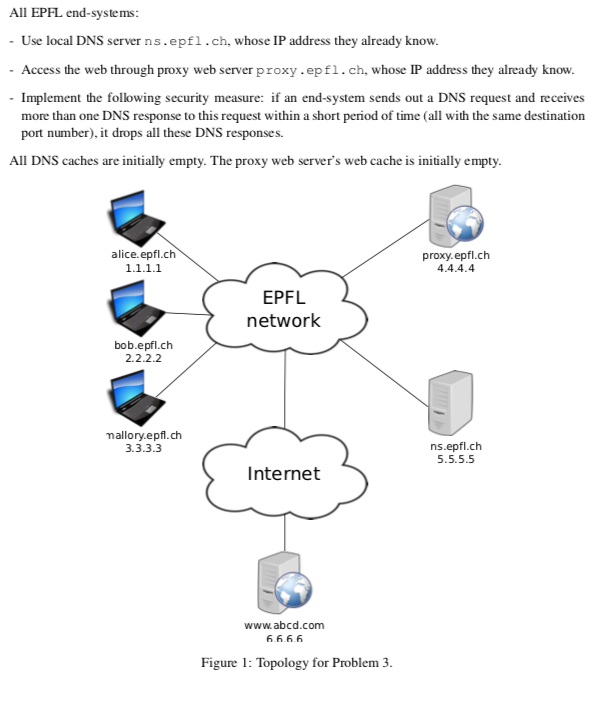 All EPFL end-systems:
- Use local DNS server ns.epfl.ch, whose IP address they already know.
- Access the web through proxy web server proxy.epfl.ch, whose IP address they already know.
- Implement the following security measure: if an end-system sends out a DNS request and receives
more than one DNS response to this request within a short period of time (all with the same destination
port number), it drops all these DNS responses.
All DNS caches are initially empty. The proxy web server's web cache is initially empty.
alice.epfl.ch
1.1.1.1
proxy.epfl.ch
4.4.4.4
EPFL
network
bob.epfl.ch
2.2.2.2
mallory.epfl.ch
3.3.3.3
ns.epfl.ch
5.5.5.5
Internet
www.abcd.com
6.6.6.6
Figure 1: Topology for Problem 3.